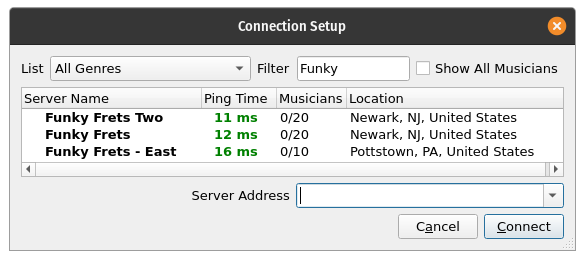 Connection Setup
List All Genres Filter Funky Show All Musicians
Server Name Ping Time Musicians Location
Funky Frets Two 11 ms 0/20 Newark, NJ, United States
Funky Frets 12 ms 0/20 Newark, NJ, United States
Funky Frets - East 16 ms 0/10 Pottstown, PA, United States
Server Address
Cancel Connect